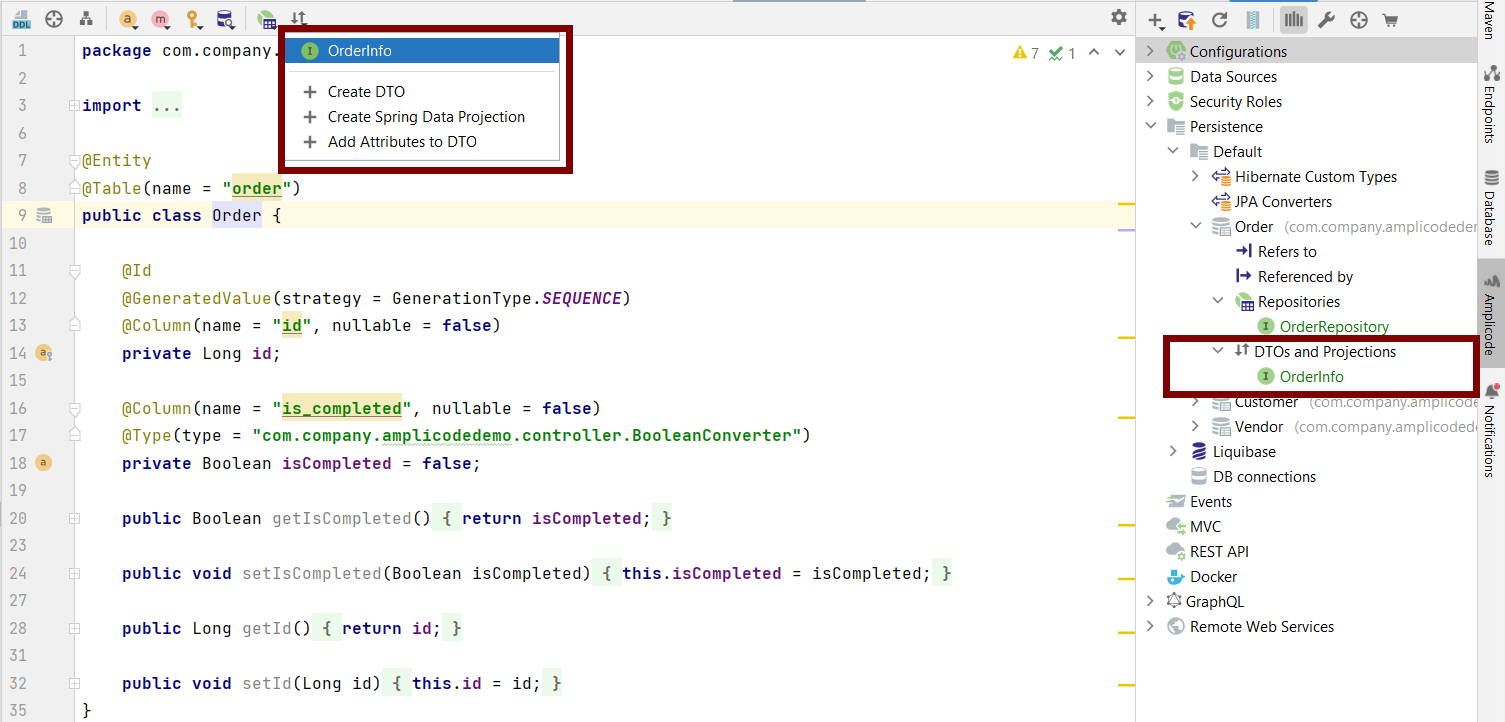 DDL
1 package com.company.
2
3 import ...
6
7 @Entity
8 @Table(name = "order")
9 public class Order {
10
11 @Id
12 @GeneratedValue(strategy = GenerationType.SEQUENCE)
13 @Column(name = "id", nullable = false)
14 private Long id;
15
16 @Column(name = "is_completed", nullable = false)
17 @Type(type = "com.company.amplicodedemo.controller.BooleanConverter")
18 private Boolean isCompleted = false;
19
20 public Boolean getIsCompleted() { return isCompleted; }
23
24 public void setIsCompleted(Boolean isCompleted) { this.isCompleted = isCompleted; }
27
28 public Long getId() { return id; }
31
32 public void setId(Long id) { this.id = id; }
35 }
OrderInfo
Create DTO
Create Spring Data Projection
Add Attributes to DTO
7 1
Configurations
Data Sources
Security Roles
Persistence
Default
Hibernate Custom Types
JPA Converters
Order (com.company.amplicodeder
Refers to
Referenced by
Repositories
OrderRepository
DTOs and Projections
OrderInfo
Customer (com.company.amplicode
Vendor (com.company.amplicoded
Liquibase
DB connections
Events
MVC
REST API
Docker
GraphQL
Remote Web Services
Maven
Endpoints
Database
Amplicode
Notifications